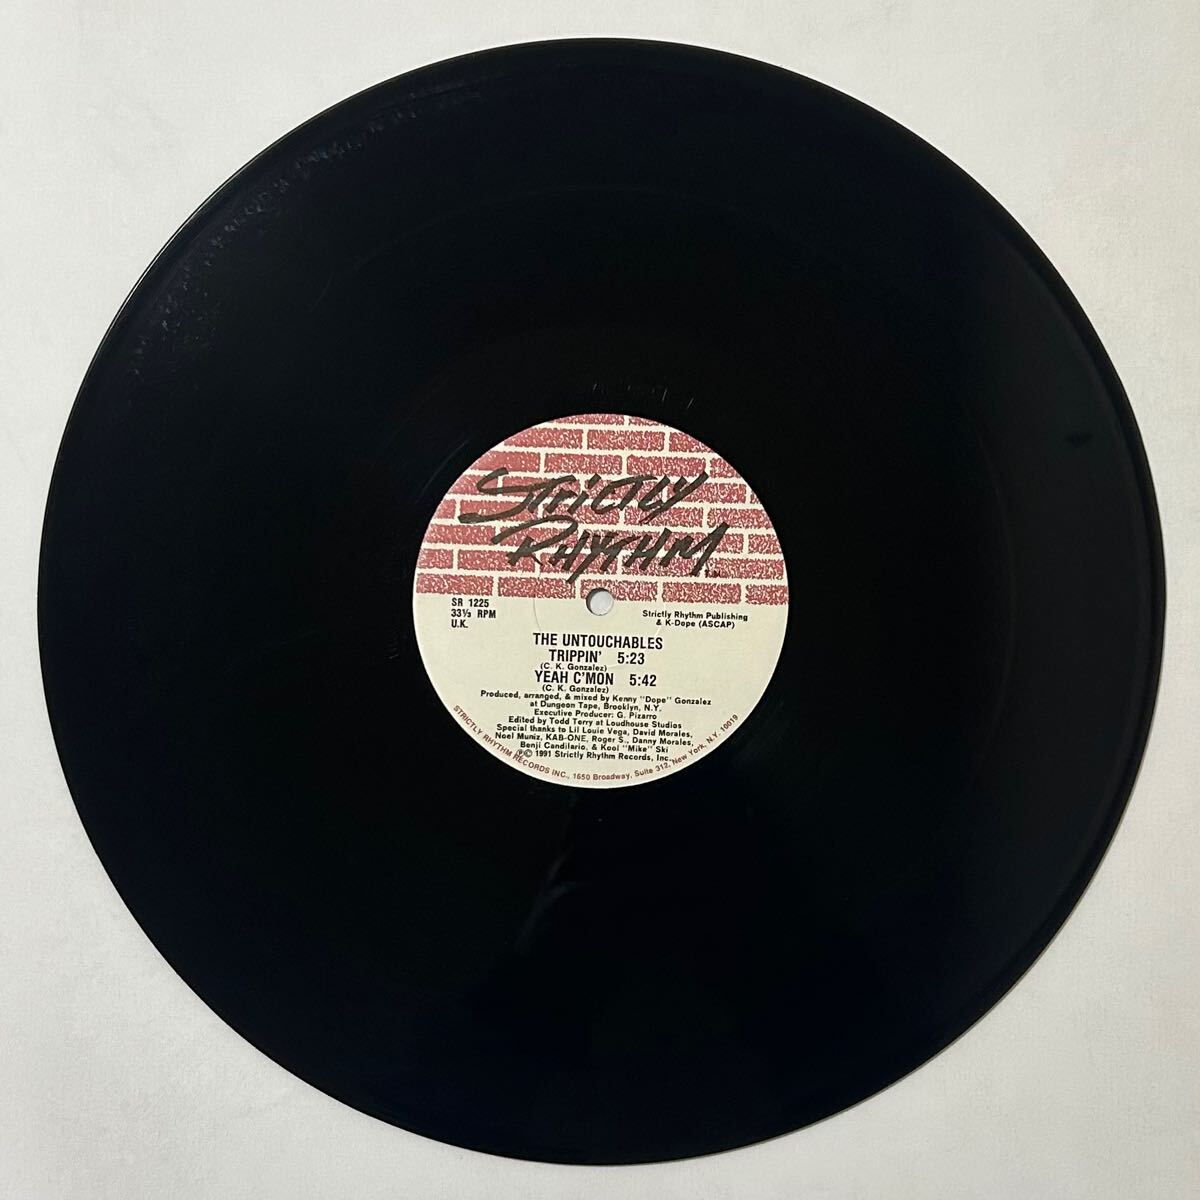 STRICTLY
RHYTHM.
SR 1225
33⅓ RPM
U.K.
Strictly Rhythm Publishing
& K-Dope (ASCAP)
THE UNTOUCHABLES
TRIPPIN' 5:23
(C. K. Gonzalez)
YEAH C'MON 5:42
(C. K. Gonzalez)
Produced, arranged, & mixed by Kenny "Dope" Gonzalez
at Dungeon Tape, Brooklyn, N.Y.
Executive Producer: G. Pizarro
Edited by Todd Terry at Loudhouse Studios
Special thanks to Lil Louie Vega, David Morales,
Noel Muniz, KAB-ONE, Roger S., Danny Morales,
Benji Candilario, & Kool "Mike" Ski
℗© 1991 Strictly Rhythm Records, Inc.
STRICTLY RHYTHM RECORDS INC., 1650 Broadway, Suite 312, New York, N.Y. 10019